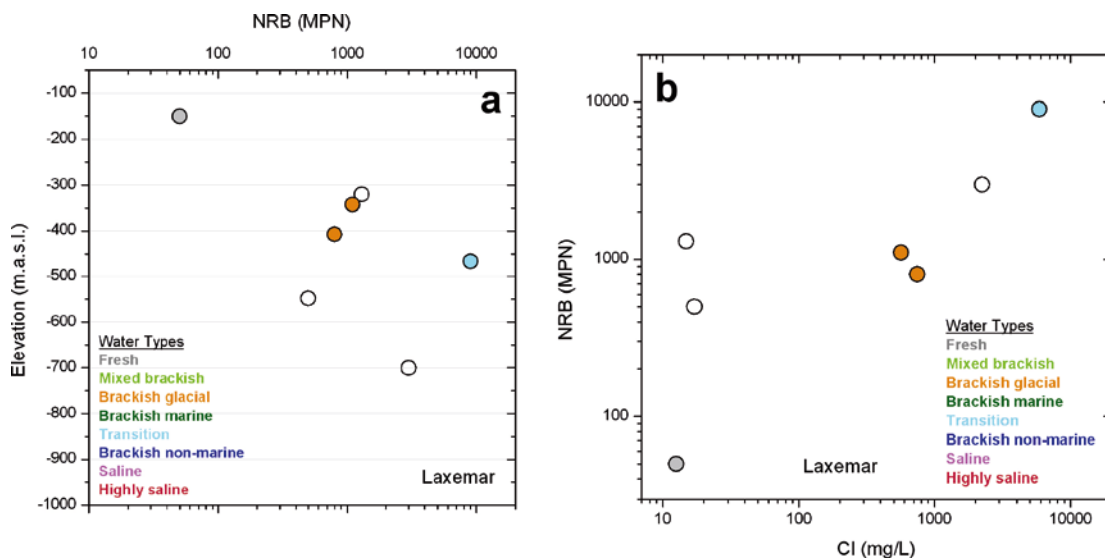 NRB (MPN)
10 100 1000 10000
a
-100
-200
-300
-400
-500
-600
-700
-800
-900
-1000
Elevation (m.a.s.l.)
Water Types
Fresh
Mixed brackish
Brackish glacial
Brackish marine
Transition
Brackish non-marine
Saline
Highly saline
Laxemar
b
10000
1000
100
NRB (MPN)
Water Types
Fresh
Mixed brackish
Brackish glacial
Brackish marine
Transition
Brackish non-marine
Saline
Highly saline
Laxemar
10 100 1000 10000
Cl (mg/L)